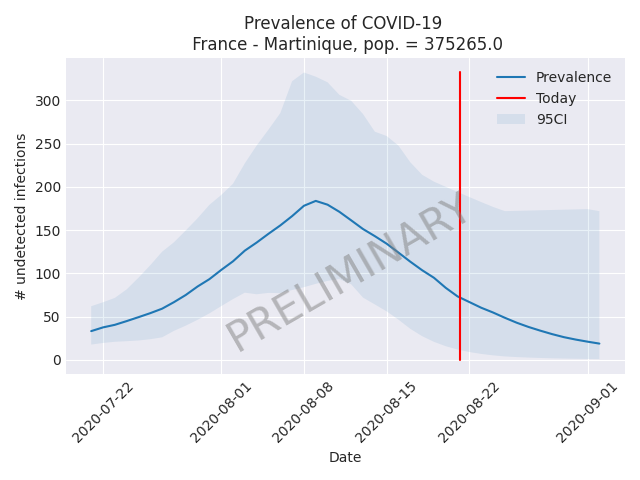 Prevalence of COVID-19
France - Martinique, pop. = 375265.0
Prevalence
Today
95CI
# undetected infections
300
250
200
150
100
50
0
PRELIMINARY
2020-07-22
2020-08-01
2020-08-08
2020-08-15
2020-08-22
2020-09-01
Date